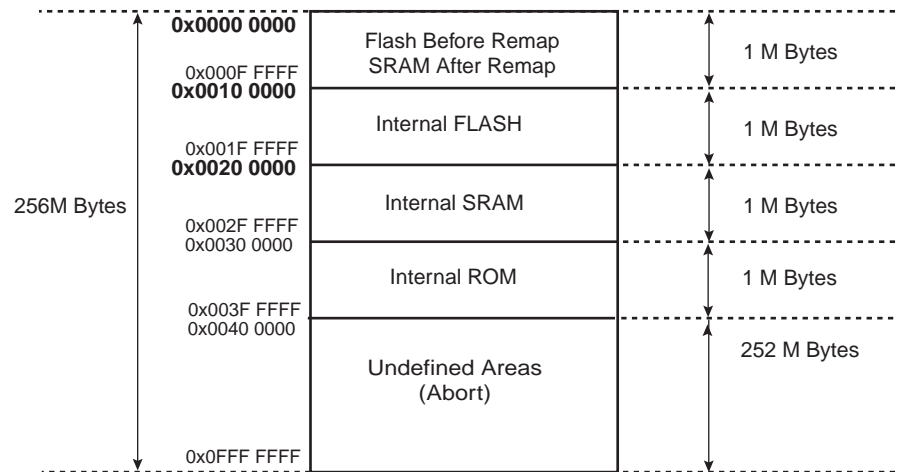 0x0000 0000
Flash Before Remap
SRAM After Remap
1 M Bytes
0x000F FFFF
0x0010 0000
Internal FLASH
1 M Bytes
0x001F FFFF
0x0020 0000
256M Bytes
Internal SRAM
1 M Bytes
0x002F FFFF
0x0030 0000
Internal ROM
1 M Bytes
0x003F FFFF
0x0040 0000
252 M Bytes
Undefined Areas
(Abort)
0x0FFF FFFF